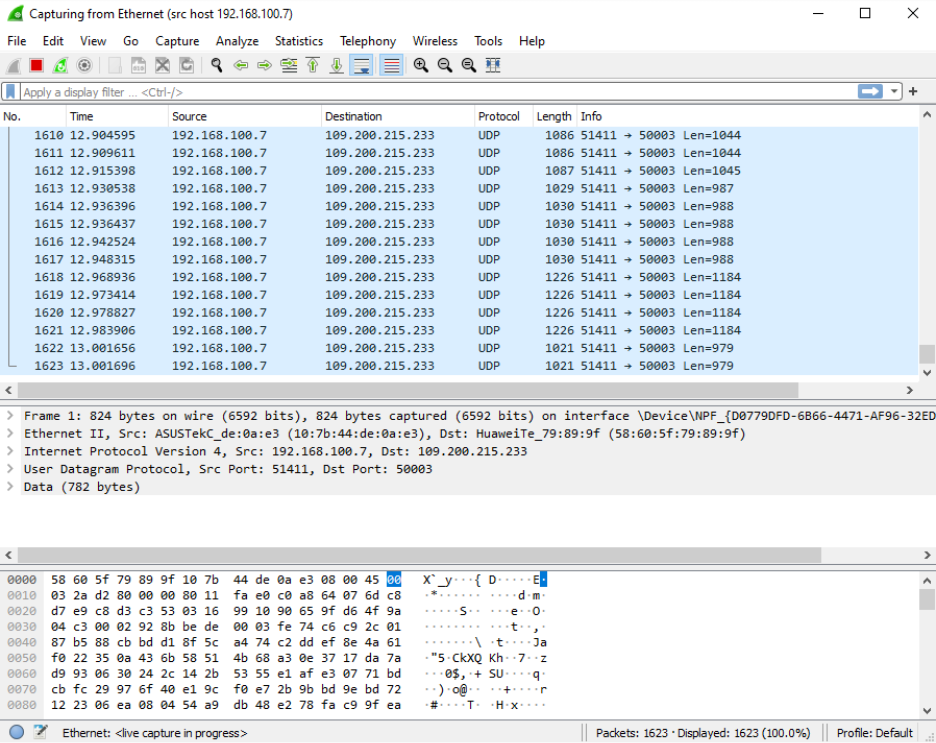 Capturing from Ethernet (src host 192.168.100.7)
File Edit View Go Capture Analyze Statistics Telephony Wireless Tools Help
Apply a display filter ... <Ctrl-/>
No. Time Source Destination Protocol Length Info
1610 12.904595 192.168.100.7 109.200.215.233 UDP 1086 51411 → 50003 Len=1044
1611 12.909611 192.168.100.7 109.200.215.233 UDP 1086 51411 → 50003 Len=1044
1612 12.915398 192.168.100.7 109.200.215.233 UDP 1087 51411 → 50003 Len=1045
1613 12.930538 192.168.100.7 109.200.215.233 UDP 1029 51411 → 50003 Len=987
1614 12.936396 192.168.100.7 109.200.215.233 UDP 1030 51411 → 50003 Len=988
1615 12.936437 192.168.100.7 109.200.215.233 UDP 1030 51411 → 50003 Len=988
1616 12.942524 192.168.100.7 109.200.215.233 UDP 1030 51411 → 50003 Len=988
1617 12.948315 192.168.100.7 109.200.215.233 UDP 1030 51411 → 50003 Len=988
1618 12.968936 192.168.100.7 109.200.215.233 UDP 1226 51411 → 50003 Len=1184
1619 12.973414 192.168.100.7 109.200.215.233 UDP 1226 51411 → 50003 Len=1184
1620 12.978827 192.168.100.7 109.200.215.233 UDP 1226 51411 → 50003 Len=1184
1621 12.983906 192.168.100.7 109.200.215.233 UDP 1226 51411 → 50003 Len=1184
1622 13.001656 192.168.100.7 109.200.215.233 UDP 1021 51411 → 50003 Len=979
1623 13.001696 192.168.100.7 109.200.215.233 UDP 1021 51411 → 50003 Len=979
Frame 1: 824 bytes on wire (6592 bits), 824 bytes captured (6592 bits) on interface \Device\NPF_{D0779DFD-6B66-4471-AF96-32ED
Ethernet II, Src: ASUSTekC_de:0a:e3 (10:7b:44:de:0a:e3), Dst: HuaweiTe_79:89:9f (58:60:5f:79:89:9f)
Internet Protocol Version 4, Src: 192.168.100.7, Dst: 109.200.215.233
User Datagram Protocol, Src Port: 51411, Dst Port: 50003
Data (782 bytes)
0000 58 60 5f 79 89 9f 10 7b 44 de 0a e3 08 00 45 00 X`_y···{ D·····E·
0010 03 2a d2 80 00 00 80 11 fa e0 c0 a8 64 07 6d c8 ·*······ ····d·m·
0020 d7 e9 c8 d3 c3 53 03 16 99 10 90 65 9f d6 4f 9a ·····S·· ···e··O·
0030 04 c3 00 02 92 8b be de 00 03 fe 74 c6 c9 2c 01 ········ ···t··,·
0040 87 b5 88 cb bd d1 8f 5c a4 74 c2 dd ef 8e 4a 61 ·······\ ·t····Ja
0050 f0 22 35 0a 43 6b 58 51 4b 68 a3 0e 37 17 da 7a ·"5·CkXQ Kh··7··z
0060 d9 93 06 30 24 2c 14 2b 53 55 e1 af e3 07 71 bd ···0$,·+ SU····q·
0070 cb fc 29 97 6f 40 e1 9c f0 e7 2b 9b bd 9e bd 72 ··)·o@·· ··+····r
0080 12 23 06 ea 08 04 54 a9 db 48 e2 78 fa c9 9f ea ·#····T· ·H·x····
Ethernet: <live capture in progress> Packets: 1623 · Displayed: 1623 (100.0%) Profile: Default